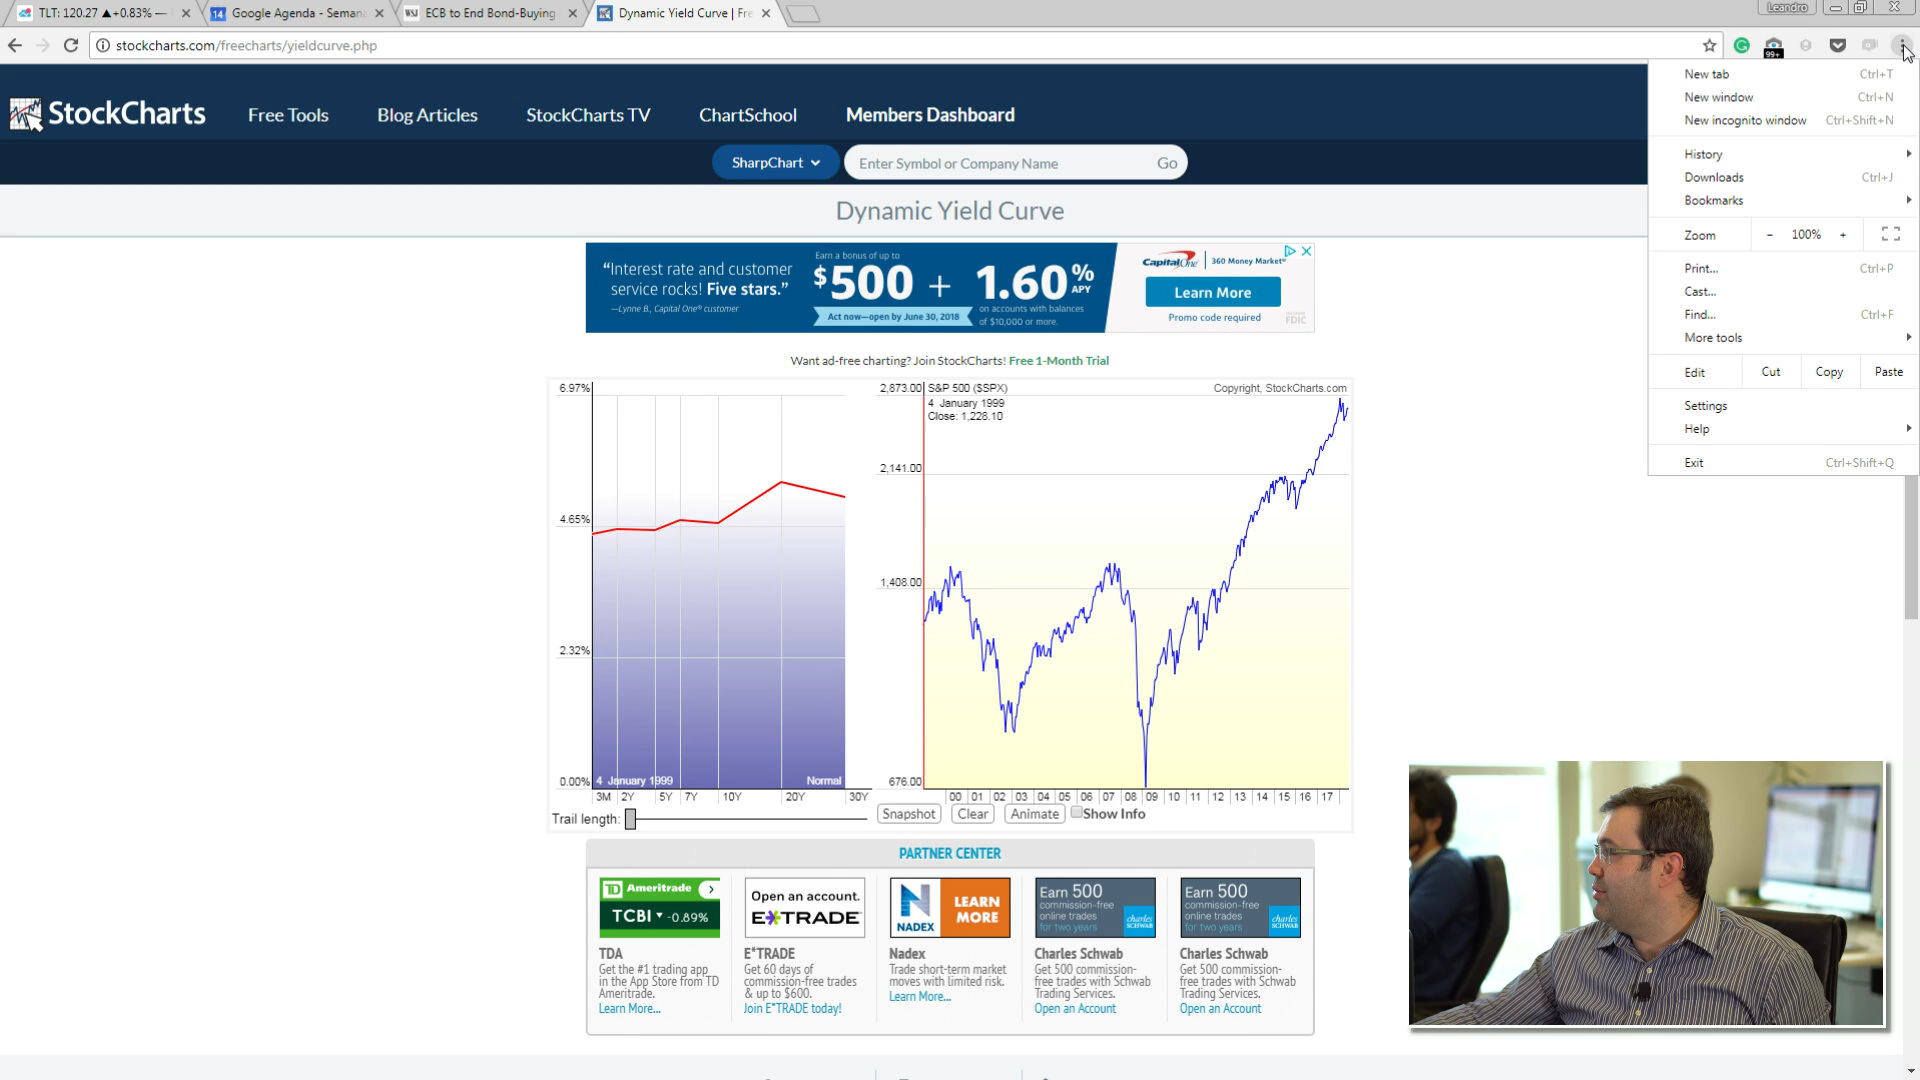 TLT: 120.27 ▲+0.83% —
Google Agenda - Seman
WSJ ECB to End Bond-Buying
Dynamic Yield Curve | Fre
Leandro
stockcharts.com/freecharts/yieldcurve.php
99+
New tab Ctrl+T
New window Ctrl+N
New incognito window Ctrl+Shift+N
History
Downloads Ctrl+J
Bookmarks
Zoom - 100% +
Print... Ctrl+P
Cast...
Find... Ctrl+F
More tools
Edit Cut Copy Paste
Settings
Help
Exit Ctrl+Shift+Q
StockCharts
Free Tools
Blog Articles
StockCharts TV
ChartSchool
Members Dashboard
SharpChart
Enter Symbol or Company Name
Go
Dynamic Yield Curve
“Interest rate and customer
service rocks! Five stars.”
—Lynne B., Capital One® customer
Earn a bonus of up to
$500 + 1.60% APY
Act now—open by June 30, 2018
on accounts with balances
of $10,000 or more.
Capital One
360 Money Market℠
Learn More
Promo code required
FDIC
Want ad-free charting? Join StockCharts! Free 1-Month Trial
6.97%
4.65%
2.32%
0.00%
4 January 1999
Normal
3M 2Y 5Y 7Y 10Y 20Y 30Y
Trail length:
2,873.00
2,141.00
1,408.00
676.00
S&P 500 ($SPX)
4 January 1999
Close: 1,228.10
Copyright, StockCharts.com
00 01 02 03 04 05 06 07 08 09 10 11 12 13 14 15 16 17
Snapshot Clear Animate Show Info
PARTNER CENTER
TD Ameritrade
TCBI ▾ -0.89%
TDA
Get the #1 trading app
in the App Store from TD
Ameritrade.
Learn More...
Open an account.
E*TRADE
E*TRADE
Get 60 days of
commission-free trades
& up to $600.
Join E*TRADE today!
NADEX
LEARN
MORE
Nadex
Trade short-term market
moves with limited risk.
Learn More...
Earn 500
commission-free
online trades
for two years
charles
SCHWAB
Charles Schwab
Get 500 commission-
free trades with Schwab
Trading Services.
Open an Account
Earn 500
commission-free
online trades
for two years
charles
SCHWAB
Charles Schwab
Get 500 commission-
free trades with Schwab
Trading Services.
Open an Account